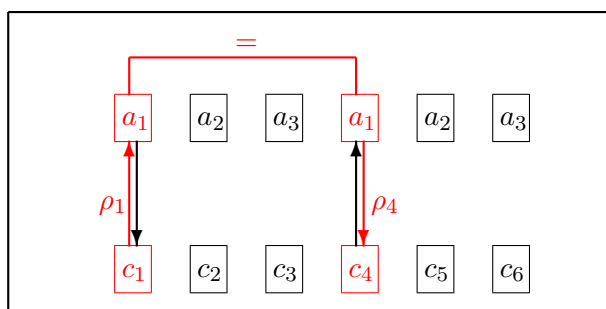 =
a₁ a₂ a₃ a₁ a₂ a₃
ρ₁ ρ₄
c₁ c₂ c₃ c₄ c₅ c₆